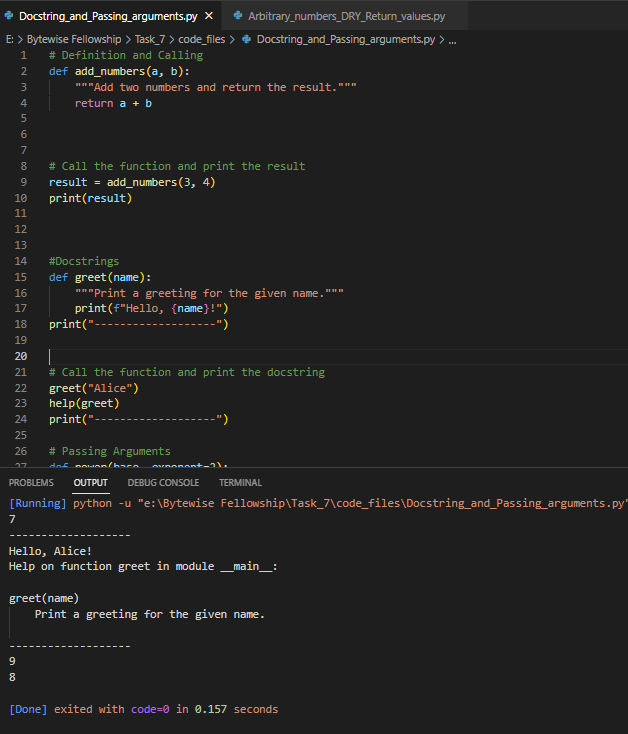 Docstring_and_Passing_arguments.py × Arbitrary_numbers_DRY_Return_values.py
E: > Bytewise Fellowship > Task_7 > code_files > Docstring_and_Passing_arguments.py > ...
1 # Definition and Calling
2 def add_numbers(a, b):
3     """Add two numbers and return the result."""
4     return a + b
5
6
7
8 # Call the function and print the result
9 result = add_numbers(3, 4)
10 print(result)
11
12
13
14 #Docstrings
15 def greet(name):
16     """Print a greeting for the given name."""
17     print(f"Hello, {name}!")
18 print("-------------------")
19
20
21 # Call the function and print the docstring
22 greet("Alice")
23 help(greet)
24 print("-------------------")
25
26 # Passing Arguments
27 def power(base, exponent=2):
PROBLEMS OUTPUT DEBUG CONSOLE TERMINAL
[Running] python -u "e:\Bytewise Fellowship\Task_7\code_files\Docstring_and_Passing_arguments.py"
7
-------------------
Hello, Alice!
Help on function greet in module __main__:
greet(name)
    Print a greeting for the given name.
-------------------
9
8
[Done] exited with code=0 in 0.157 seconds